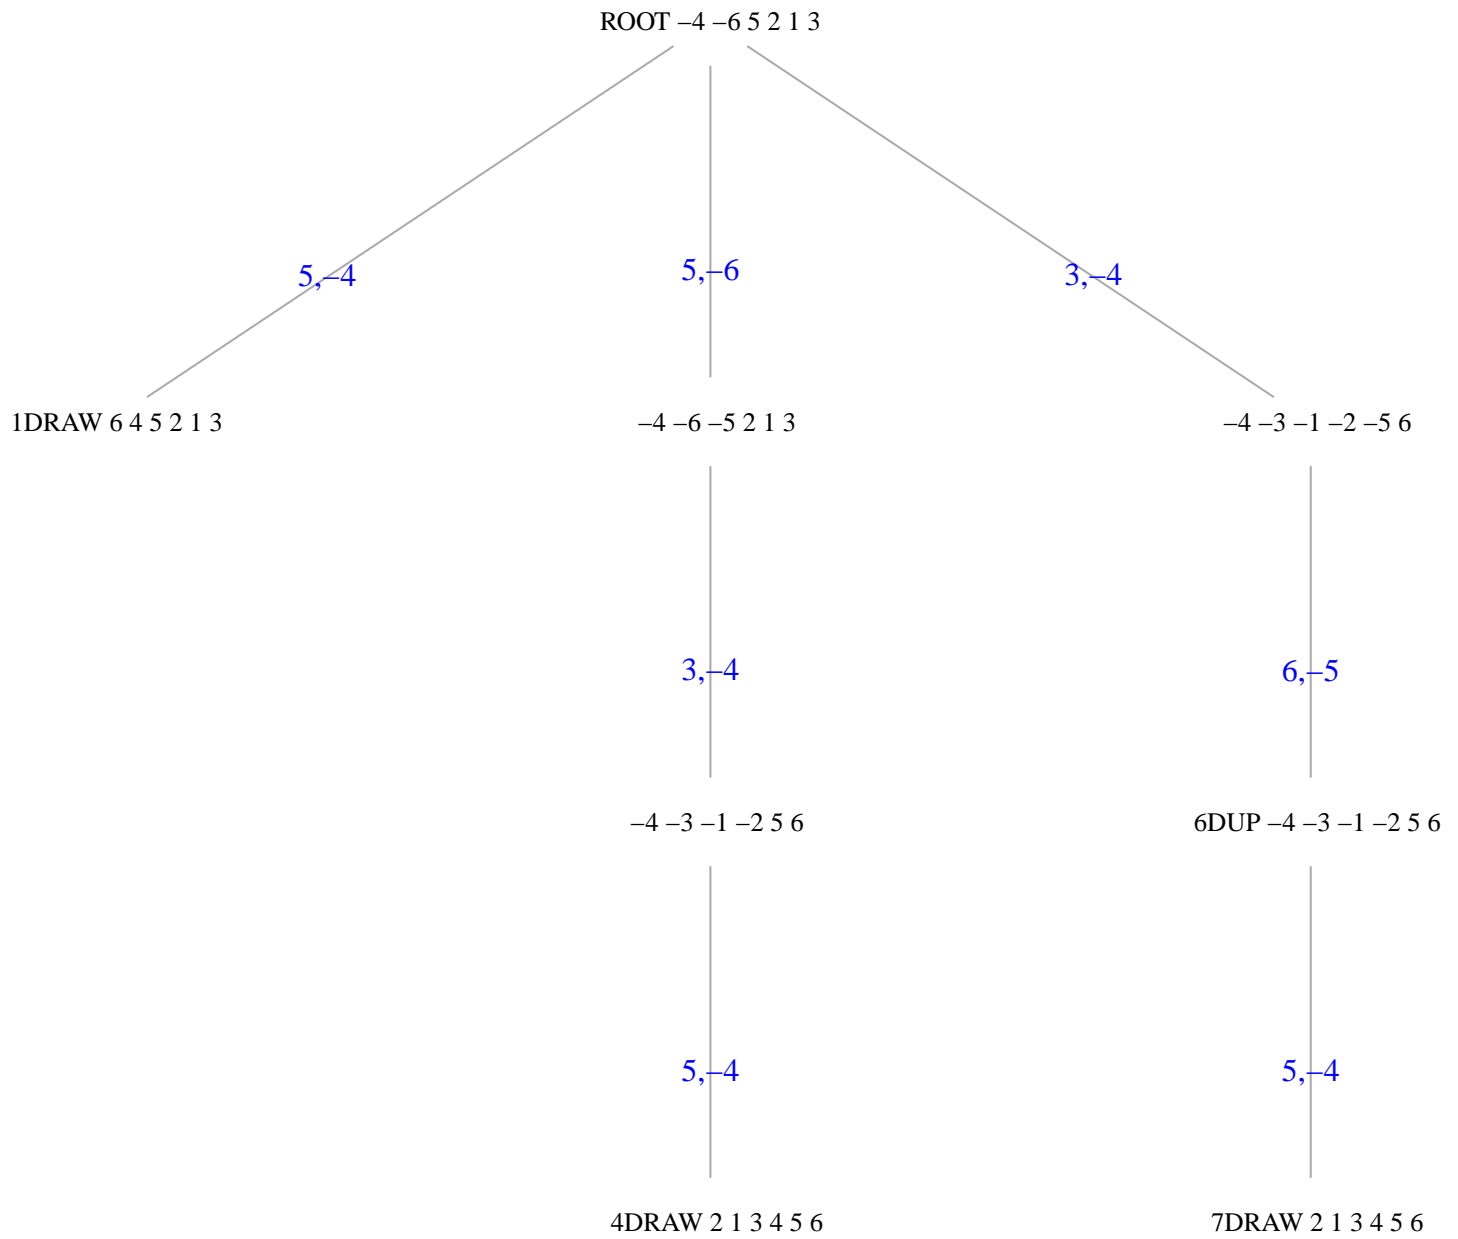 ROOT –4 –6 5 2 1 3
5,–4
5,–6
3,–4
1DRAW 6 4 5 2 1 3
–4 –6 –5 2 1 3
–4 –3 –1 –2 –5 6
3,–4
6,–5
–4 –3 –1 –2 5 6
6DUP –4 –3 –1 –2 5 6
5,–4
5,–4
4DRAW 2 1 3 4 5 6
7DRAW 2 1 3 4 5 6